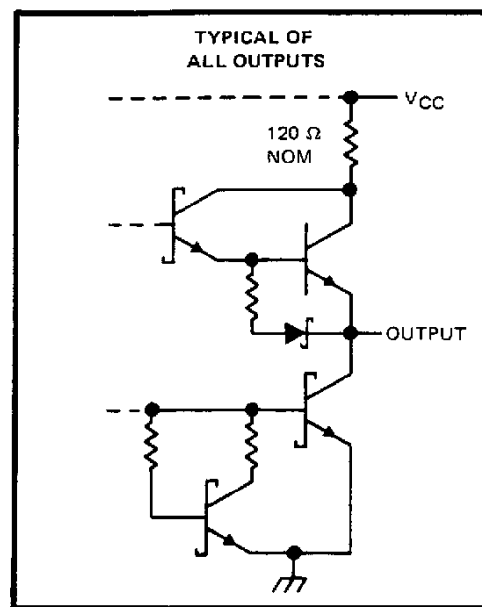 TYPICAL OF
ALL OUTPUTS
VCC
120 Ω
NOM
OUTPUT